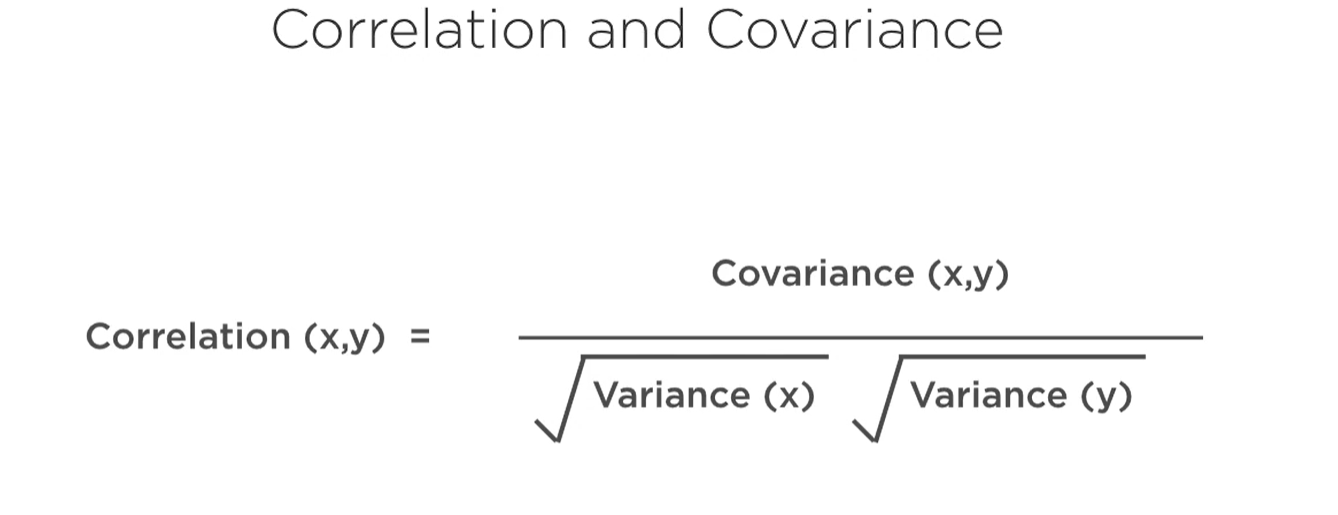 Correlation and Covariance
Covariance (x,y)
Correlation (x,y) =
√Variance (x) √Variance (y)